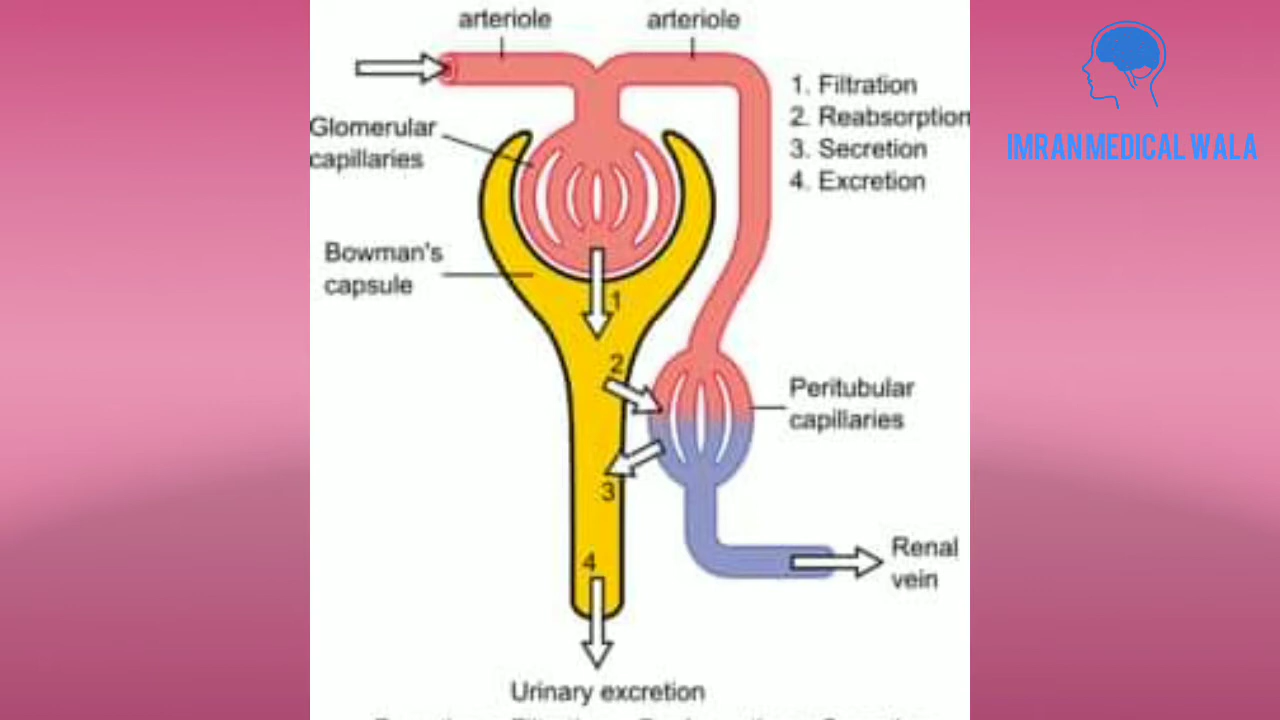 arteriole
arteriole
1. Filtration
2. Reabsorption
3. Secretion
4. Excretion
IMRAN MEDICAL WALA
Glomerular
capillaries
Bowman's
capsule
1
2
Peritubular
capillaries
3
4
Renal
vein
Urinary excretion